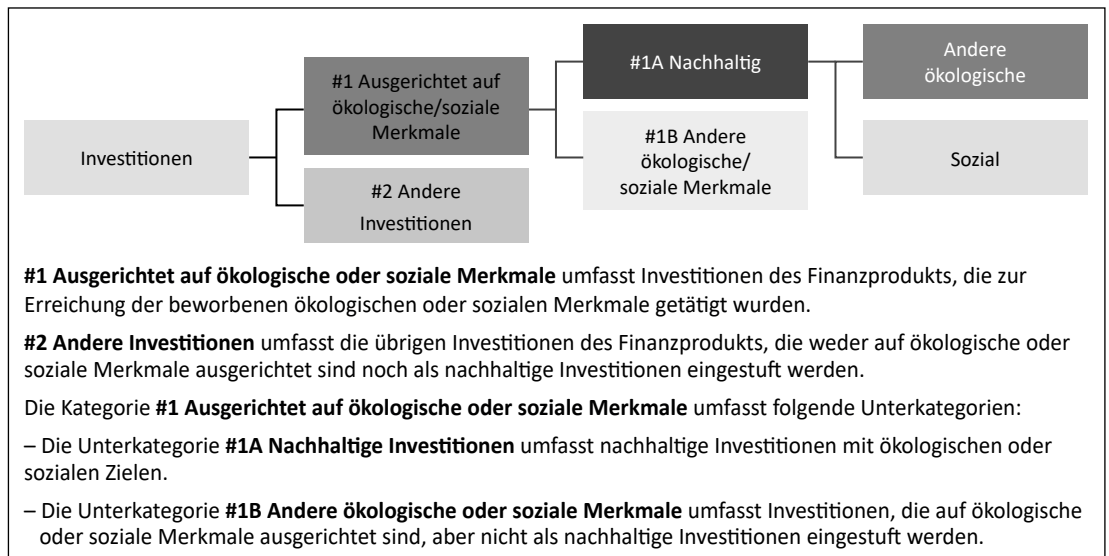 Investitionen
#1 Ausgerichtet auf
ökologische/soziale
Merkmale
#2 Andere
Investitionen
#1A Nachhaltig
#1B Andere
ökologische/
soziale Merkmale
Andere
ökologische
Sozial
#1 Ausgerichtet auf ökologische oder soziale Merkmale umfasst Investitionen des Finanzprodukts, die zur
Erreichung der beworbenen ökologischen oder sozialen Merkmale getätigt wurden.
#2 Andere Investitionen umfasst die übrigen Investitionen des Finanzprodukts, die weder auf ökologische oder
soziale Merkmale ausgerichtet sind noch als nachhaltige Investitionen eingestuft werden.
Die Kategorie #1 Ausgerichtet auf ökologische oder soziale Merkmale umfasst folgende Unterkategorien:
– Die Unterkategorie #1A Nachhaltige Investitionen umfasst nachhaltige Investitionen mit ökologischen oder
sozialen Zielen.
– Die Unterkategorie #1B Andere ökologische oder soziale Merkmale umfasst Investitionen, die auf ökologische
oder soziale Merkmale ausgerichtet sind, aber nicht als nachhaltige Investitionen eingestuft werden.